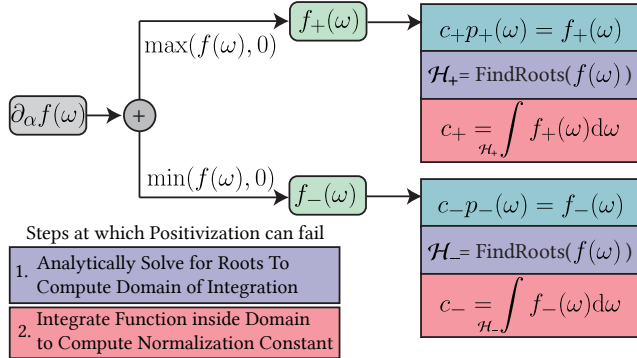 ∂αf(ω)
+
max(f(ω), 0)
f₊(ω)
c₊p₊(ω) = f₊(ω)
ℋ₊= FindRoots(f(ω))
c₊ = ∫ℋ₊ f₊(ω)dω
min(f(ω), 0)
f₋(ω)
c₋p₋(ω) = f₋(ω)
ℋ₋= FindRoots(f(ω))
c₋ = ∫ℋ₋ f₋(ω)dω
Steps at which Positivization can fail
1. Analytically Solve for Roots To
Compute Domain of Integration
2. Integrate Function inside Domain
to Compute Normalization Constant